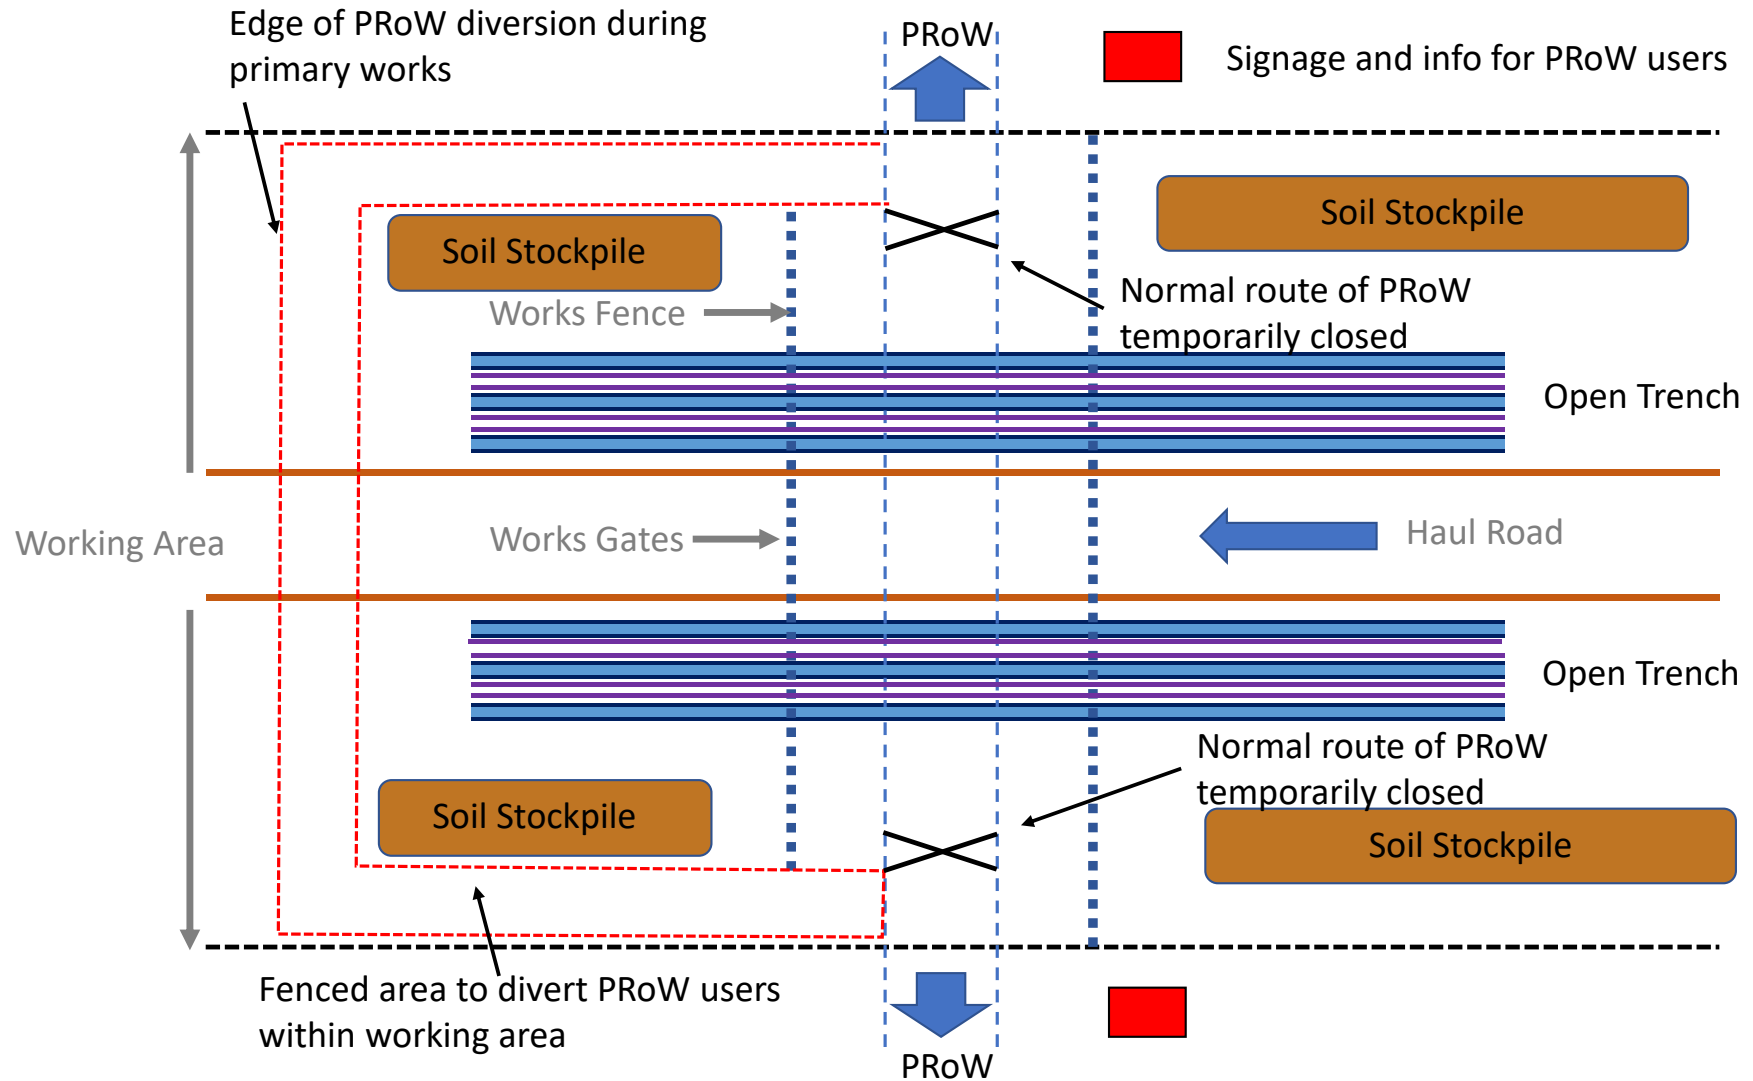 Edge of PRoW diversion during
primary works
PRoW
Signage and info for PRoW users
Soil Stockpile
Soil Stockpile
Works Fence
Normal route of PRoW
temporarily closed
Open Trench
Working Area
Works Gates
Haul Road
Open Trench
Normal route of PRoW
temporarily closed
Soil Stockpile
Soil Stockpile
Fenced area to divert PRoW users
within working area
PRoW